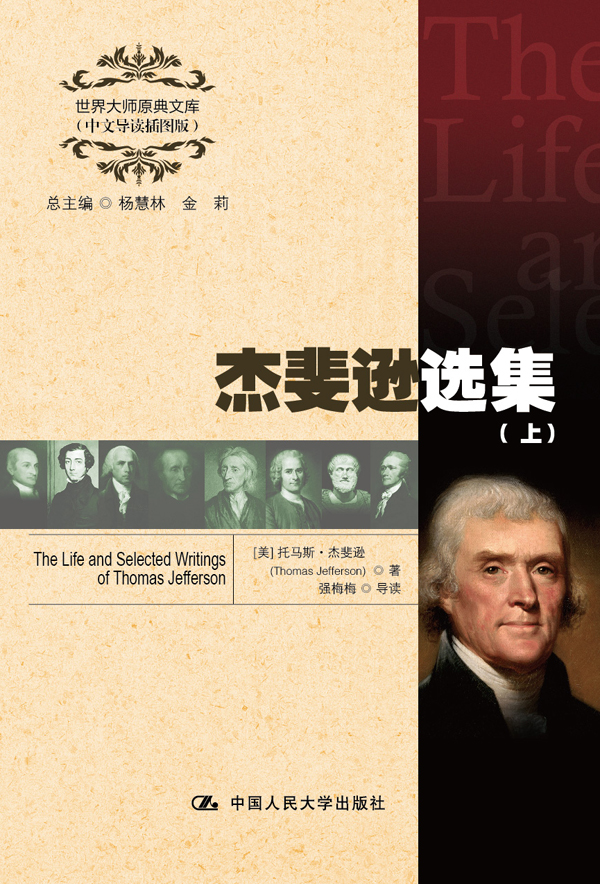 世界大师原典文库
（中文导读插图版）
总主编 ◎ 杨慧林 金 莉
The
Life
an
Sele
杰斐逊选集
（上）
The Life and Selected Writings
of Thomas Jefferson
[美] 托马斯·杰斐逊
(Thomas Jefferson) ◎ 著
强梅梅 ◎ 导读
中国人民大学出版社